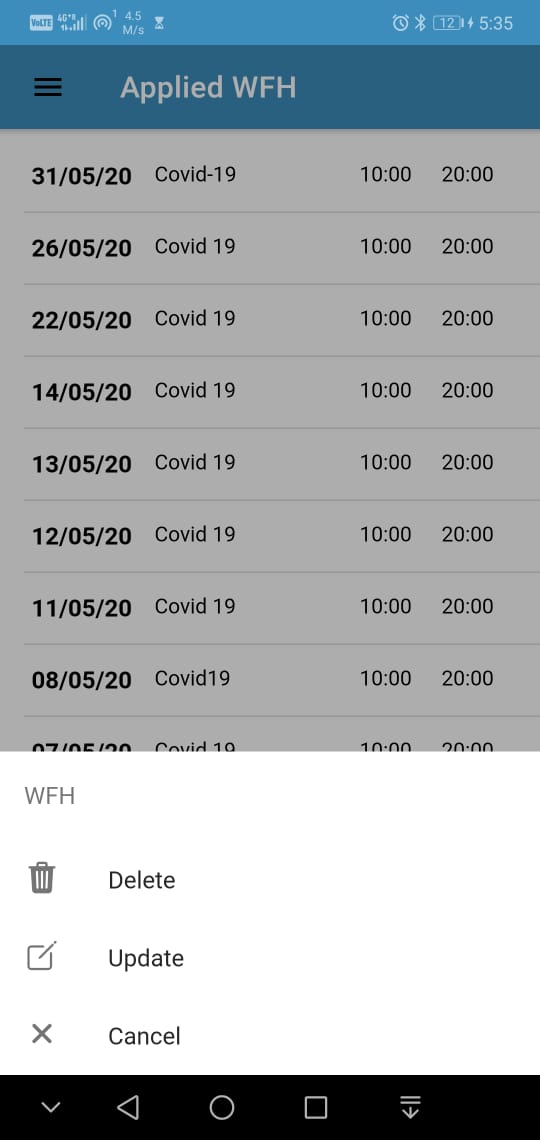 VoLTE 4G+R 1 4.5 M/s 12 5:35
Applied WFH
31/05/20 Covid-19 10:00 20:00
26/05/20 Covid 19 10:00 20:00
22/05/20 Covid 19 10:00 20:00
14/05/20 Covid 19 10:00 20:00
13/05/20 Covid 19 10:00 20:00
12/05/20 Covid 19 10:00 20:00
11/05/20 Covid 19 10:00 20:00
08/05/20 Covid19 10:00 20:00
07/05/20 Covid 19 10:00 20:00
WFH
Delete
Update
Cancel